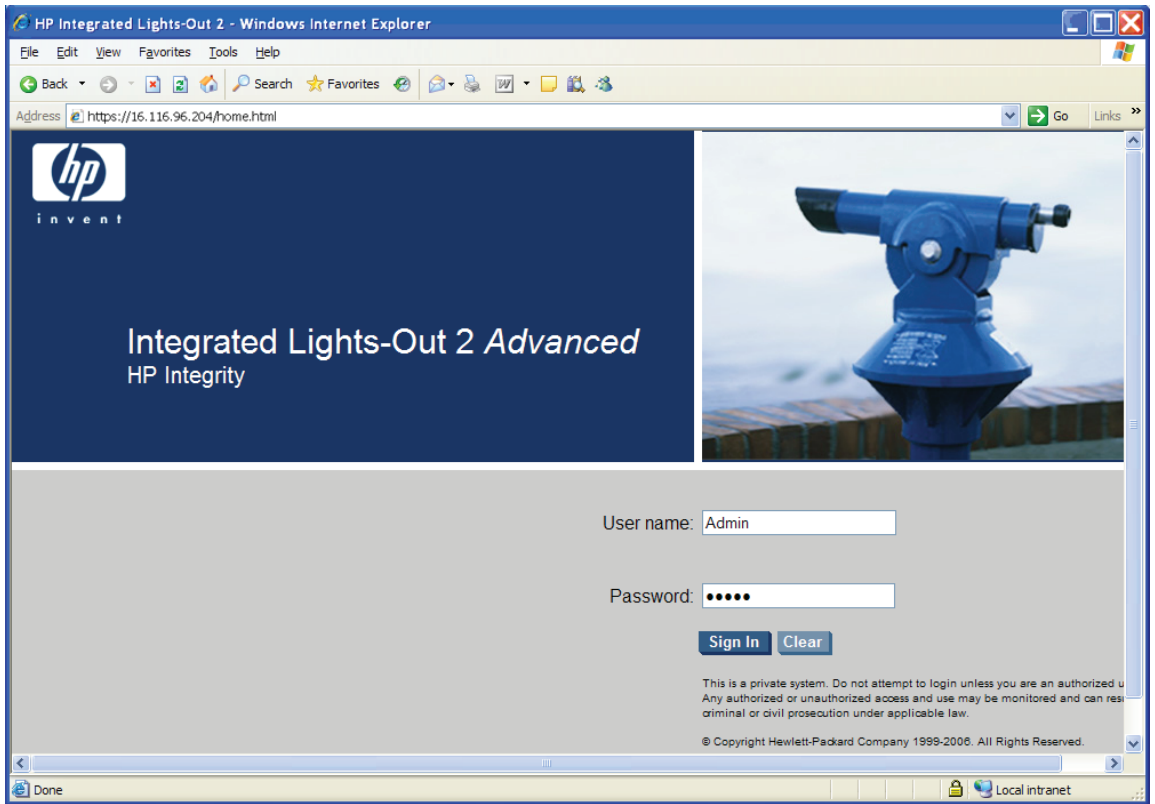 HP Integrated Lights-Out 2 - Windows Internet Explorer
File Edit View Favorites Tools Help
Back Search Favorites
Address https://16.116.96.204/home.html Go Links »
hp
invent
Integrated Lights-Out 2 Advanced
HP Integrity
User name: Admin
Password: •••••
Sign In Clear
This is a private system. Do not attempt to login unless you are an authorized u
Any authorized or unauthorized access and use may be monitored and can res
criminal or civil prosecution under applicable law.
© Copyright Hewlett-Packard Company 1999-2006. All Rights Reserved.
Done Local intranet